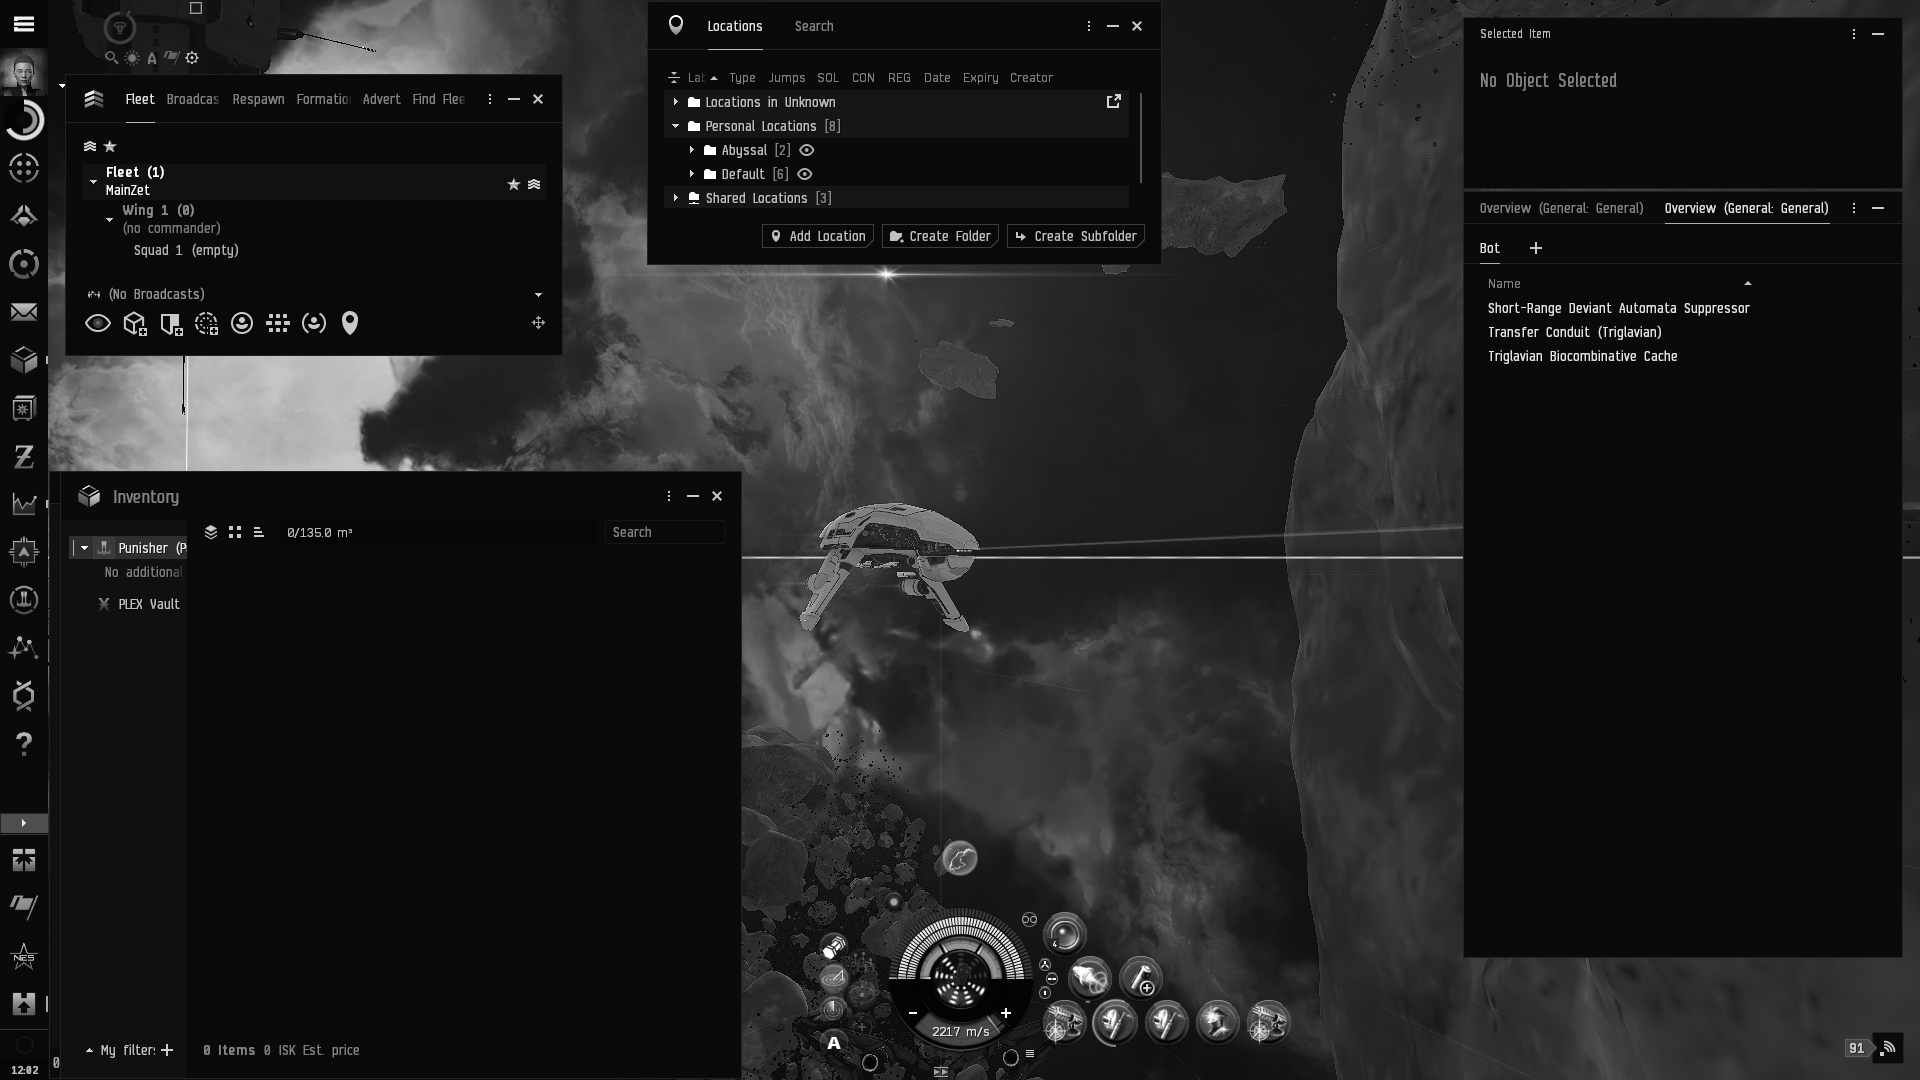 Locations
Search
Lab
Type
Jumps
SOL
CON
REG
Date
Expiry
Creator
Locations in Unknown
Personal Locations [8]
Abyssal [2]
Default [6]
Shared Locations [3]
Add Location
Create Folder
Create Subfolder
A
Fleet
Broadcas
Respawn
Formatio
Advert
Find Flee
Fleet (1)
MainZet
Wing 1 (0)
(no commander)
Squad 1 (empty)
(No Broadcasts)
Selected Item
No Object Selected
Overview (General: General)
Overview (General: General)
Bot
Name
Short-Range Deviant Automata Suppressor
Transfer Conduit (Triglavian)
Triglavian Biocombinative Cache
Inventory
0/135.0 m³
Search
Punisher (P
No additional
PLEX Vault
My filter
0 Items 0 ISK Est. price
NES
12:02
0
4
2217 m/s
A
91